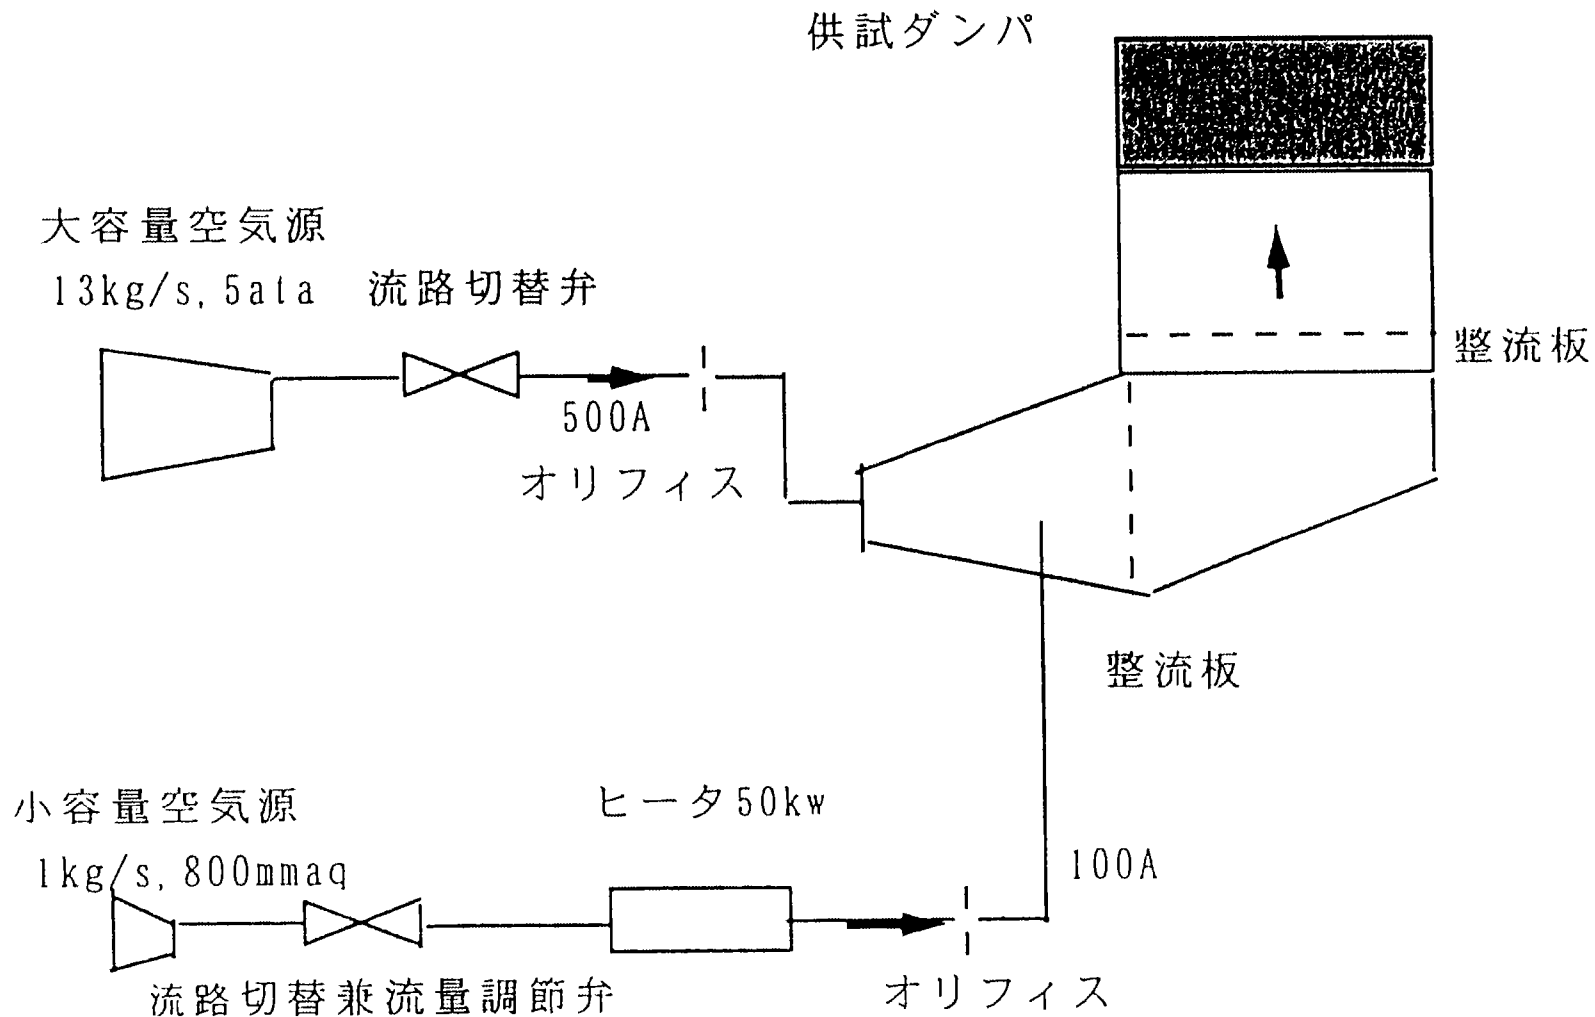 供試ダンパ
大容量空気源
13kg/s, 5ata 流路切替弁
整流板
500A
オリフィス
整流板
小容量空気源
ヒータ50kw
1kg/s, 800mmaq
100A
流路切替兼流量調節弁
オリフィス